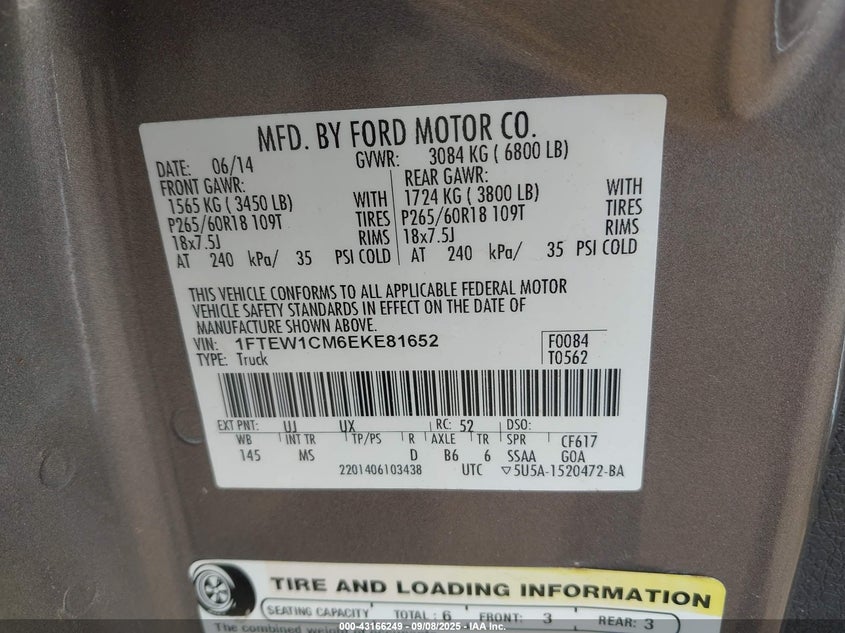 MFD. BY FORD MOTOR CO.
DATE: 06/14 GVWR: 3084 KG ( 6800 LB)
FRONT GAWR: REAR GAWR:
1565 KG ( 3450 LB) WITH 1724 KG ( 3800 LB) WITH
P265/60R18 109T TIRES P265/60R18 109T TIRES
18x7.5J RIMS 18x7.5J RIMS
AT 240 kPa/ 35 PSI COLD AT 240 kPa/ 35 PSI COLD
THIS VEHICLE CONFORMS TO ALL APPLICABLE FEDERAL MOTOR
VEHICLE SAFETY STANDARDS IN EFFECT ON THE DATE OF
MANUFACTURE SHOWN ABOVE.
VIN: 1FTEW1CM6EKE81652 F0084
TYPE: Truck T0562
EXT PNT: UJ UX RC: 52 DSO:
WB INT TR TP/PS R AXLE TR SPR CF617
145 MS D B6 6 SSAA GOA
2201406103438 UTC ▽5U5A-1520472-BA
TIRE AND LOADING INFORMATION
SEATING CAPACITY TOTAL : 6 FRONT: 3 REAR: 3
The combined weight
000-43166249 - 09/08/2025 - IAA Inc.